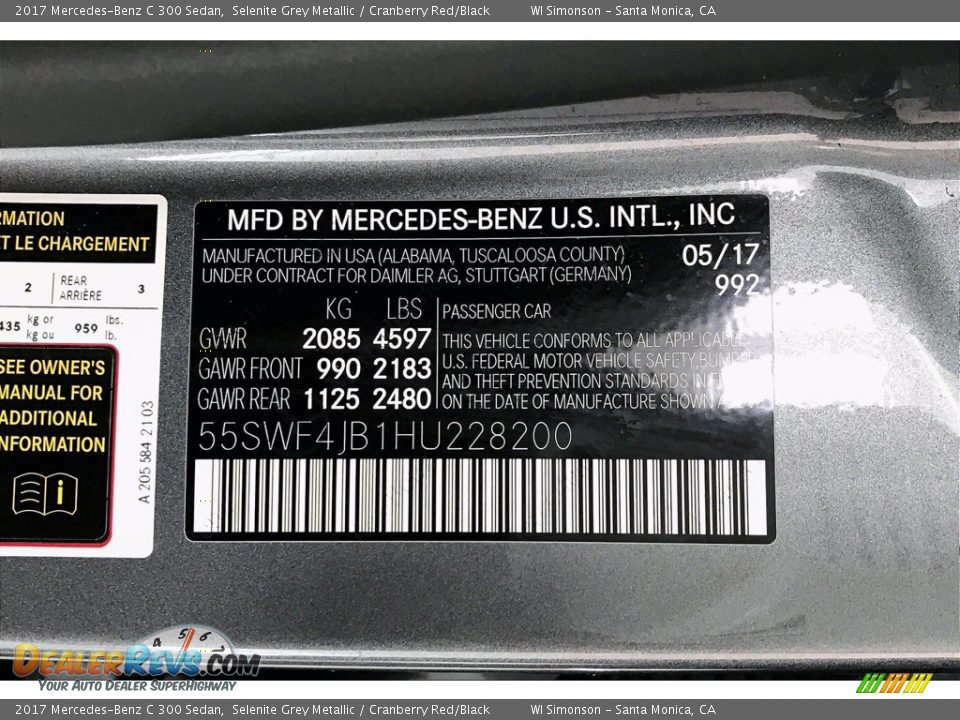 2017 Mercedes-Benz C 300 Sedan, Selenite Grey Metallic / Cranberry Red/Black WI Simonson - Santa Monica, CA
RMATION
ET LE CHARGEMENT
2 REAR ARRIÈRE 3
435 kg or kg ou 959 lbs. lb.
SEE OWNER'S
MANUAL FOR
ADDITIONAL
INFORMATION
i
A 205 584 21 03
MFD BY MERCEDES-BENZ U.S. INTL., INC
MANUFACTURED IN USA (ALABAMA, TUSCALOOSA COUNTY) 05/17
UNDER CONTRACT FOR DAIMLER AG, STUTTGART (GERMANY) 992
KG LBS PASSENGER CAR
GVWR 2085 4597
GAWR FRONT 990 2183
GAWR REAR 1125 2480
THIS VEHICLE CONFORMS TO ALL APPLICABLE
U.S. FEDERAL MOTOR VEHICLE SAFETY, BUMPER
AND THEFT PREVENTION STANDARDS IN
ON THE DATE OF MANUFACTURE SHOWN
55SWF4JB1HU228200
4 5 6
DEALERREVS.COM
YOUR AUTO DEALER SUPERHIGHWAY
2017 Mercedes-Benz C 300 Sedan, Selenite Grey Metallic / Cranberry Red/Black WI Simonson - Santa Monica, CA